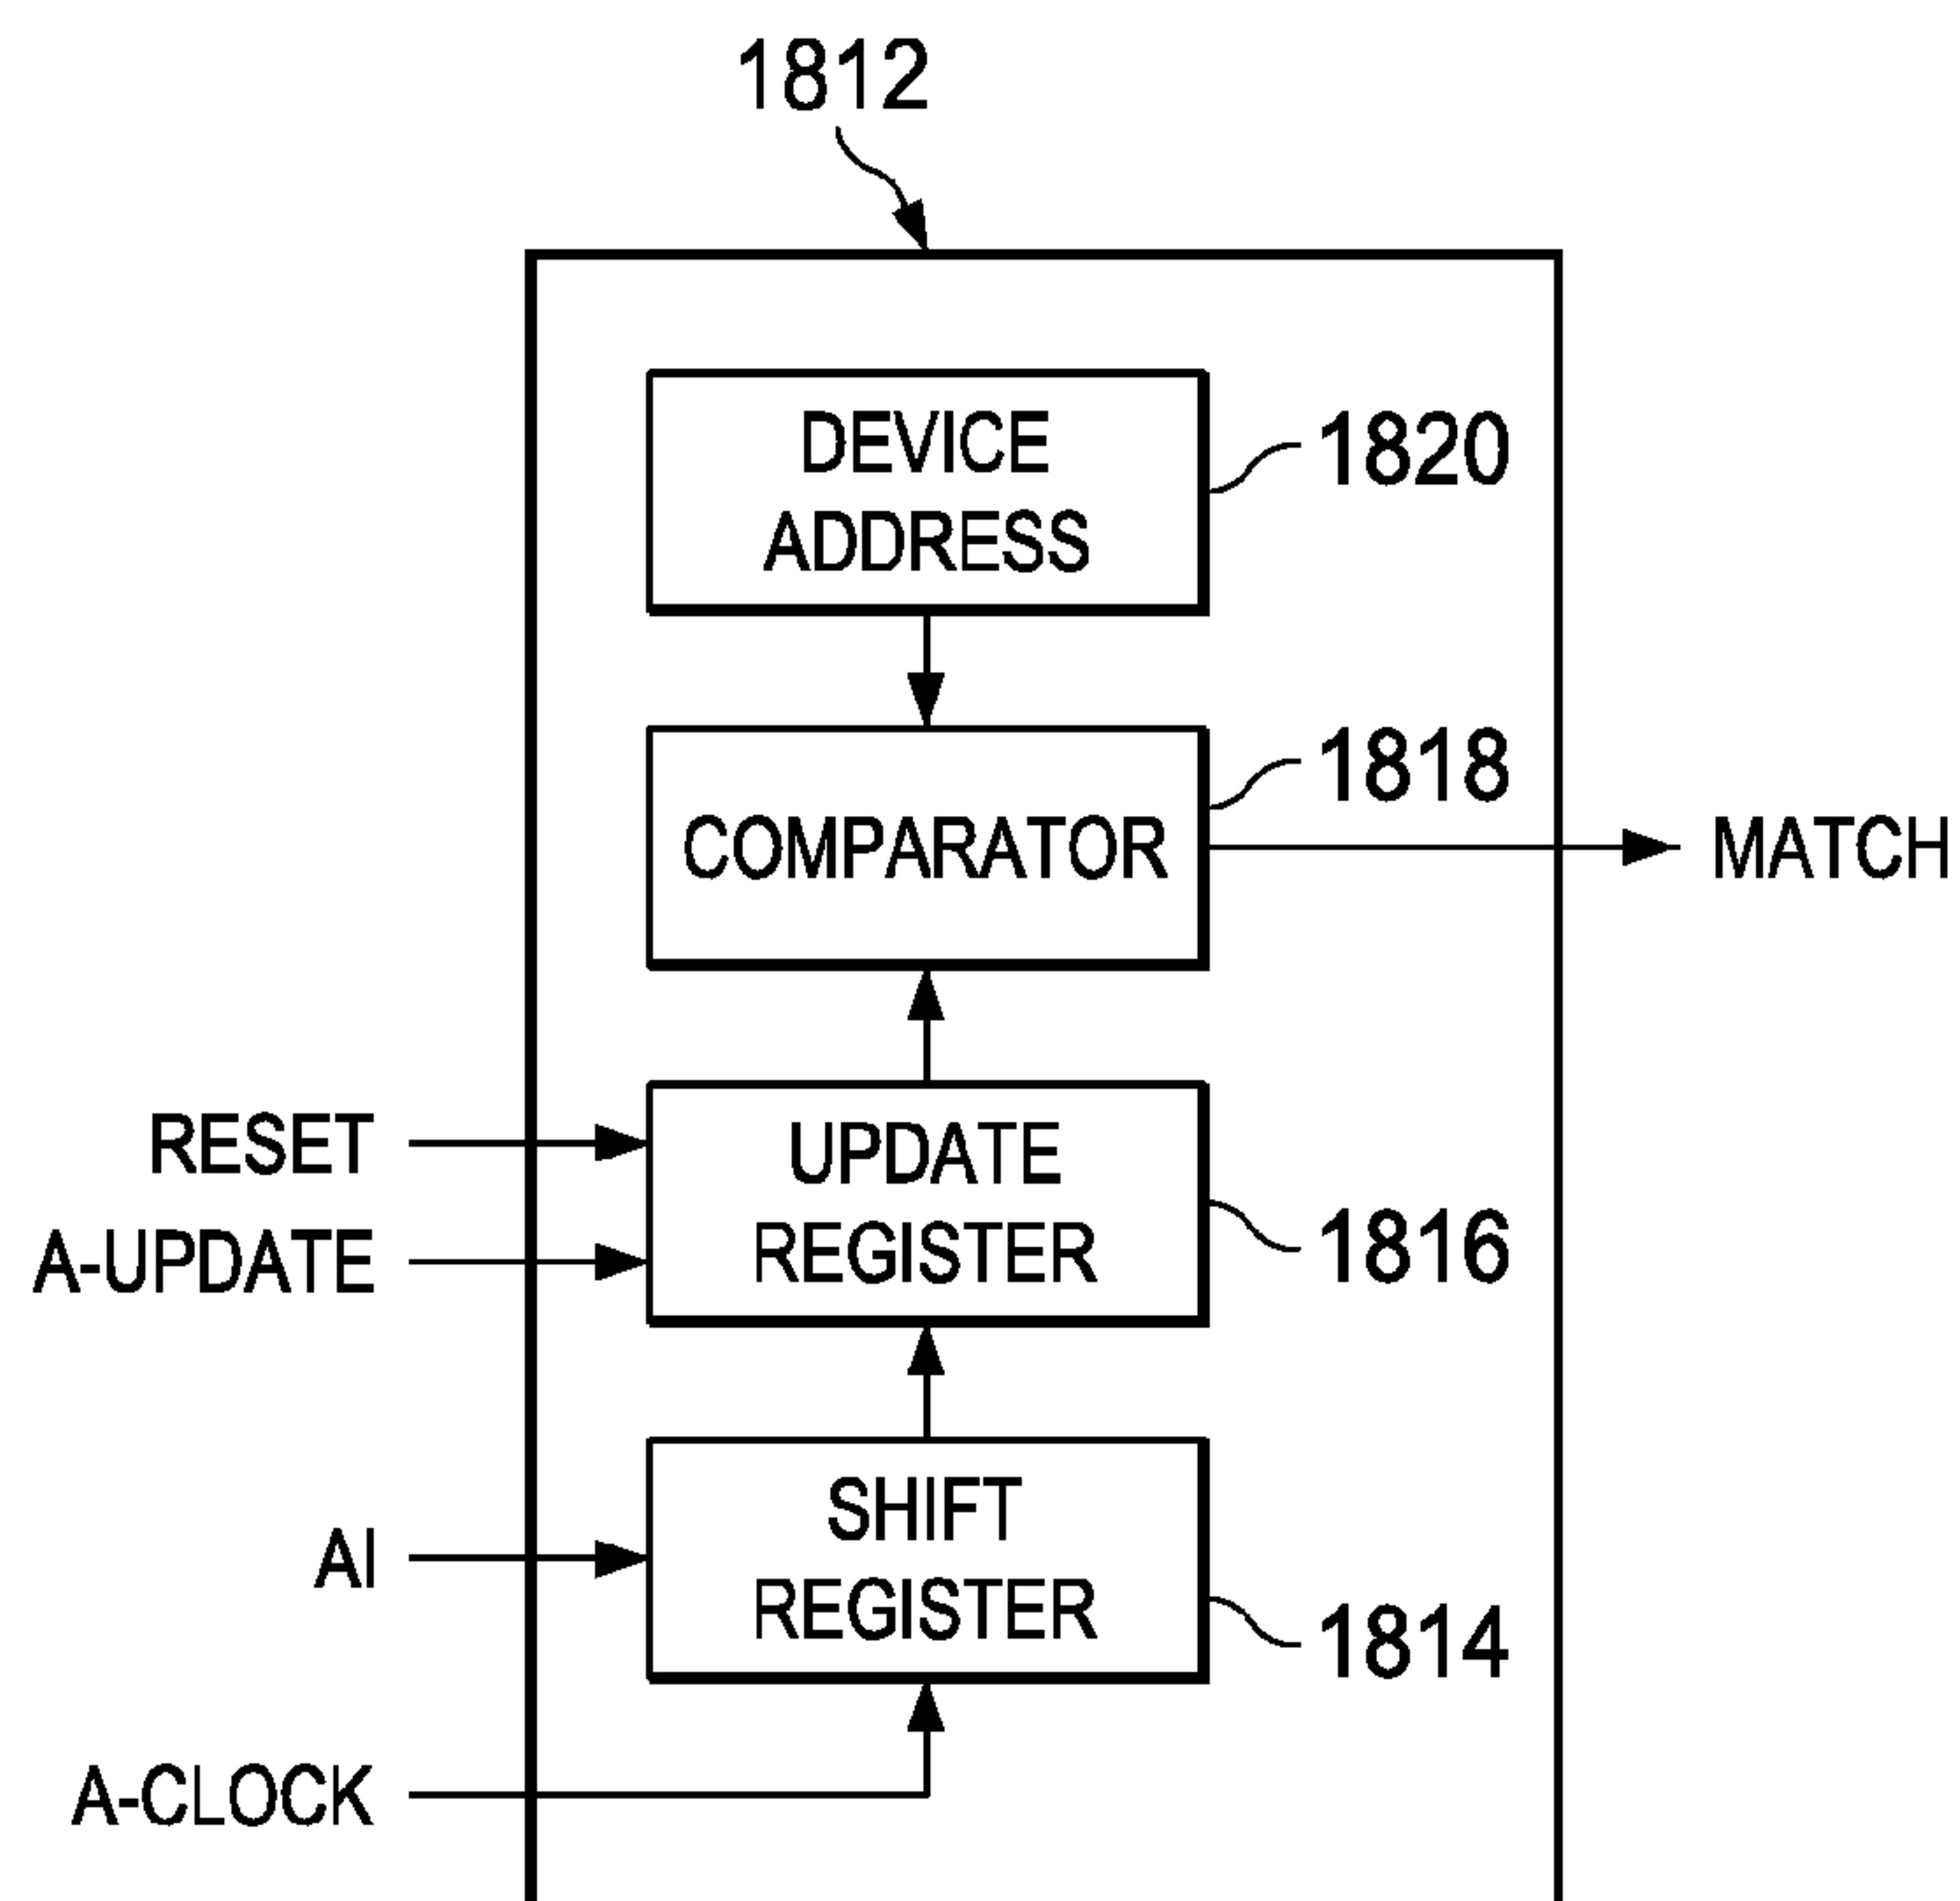 1812
DEVICE
ADDRESS
1820
COMPARATOR
1818
MATCH
RESET
A-UPDATE
UPDATE
REGISTER
1816
AI
SHIFT
REGISTER
1814
A-CLOCK